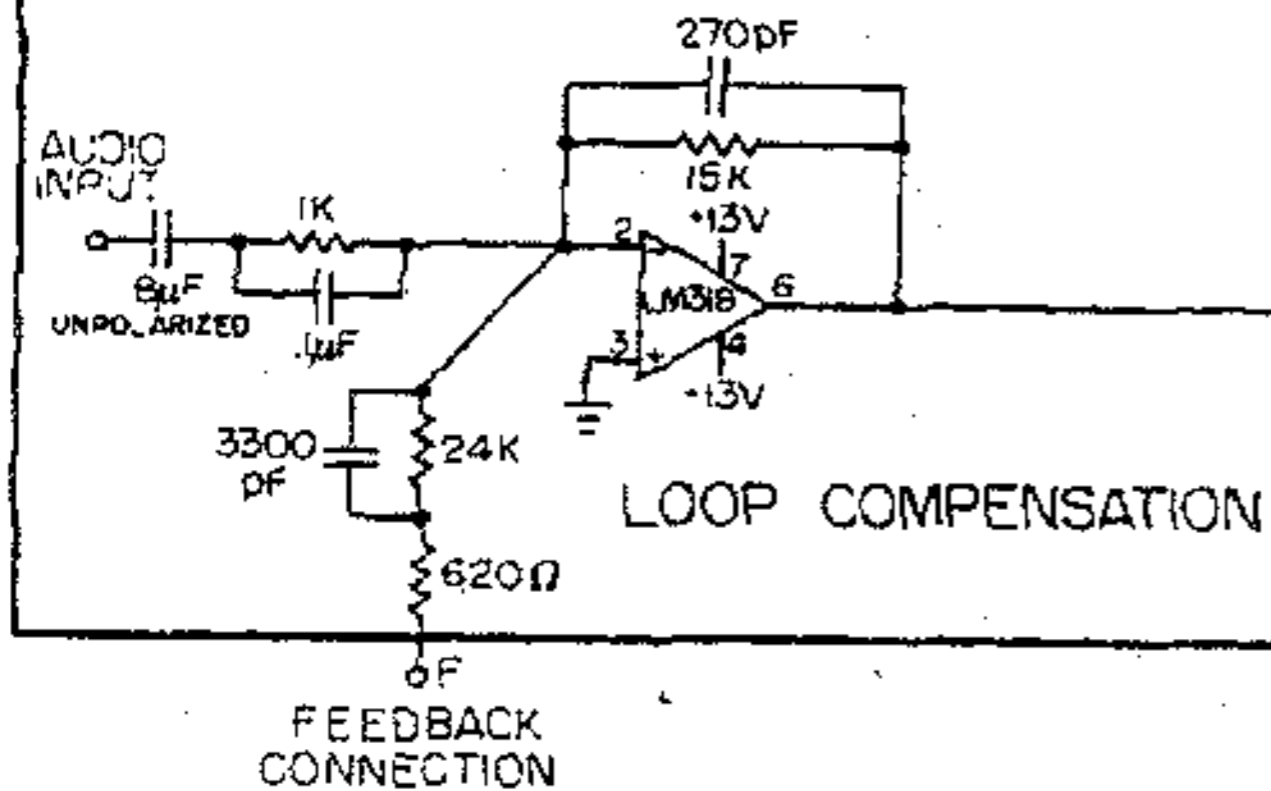 270pF
AUDIO
INPUT
15K
1K
+13V
2
7
6
8µF
LM318
UNPOLARIZED
.1µF
3
+
4
-13V
3300
pF
24K
LOOP COMPENSATION
620Ω
F
FEEDBACK
CONNECTION